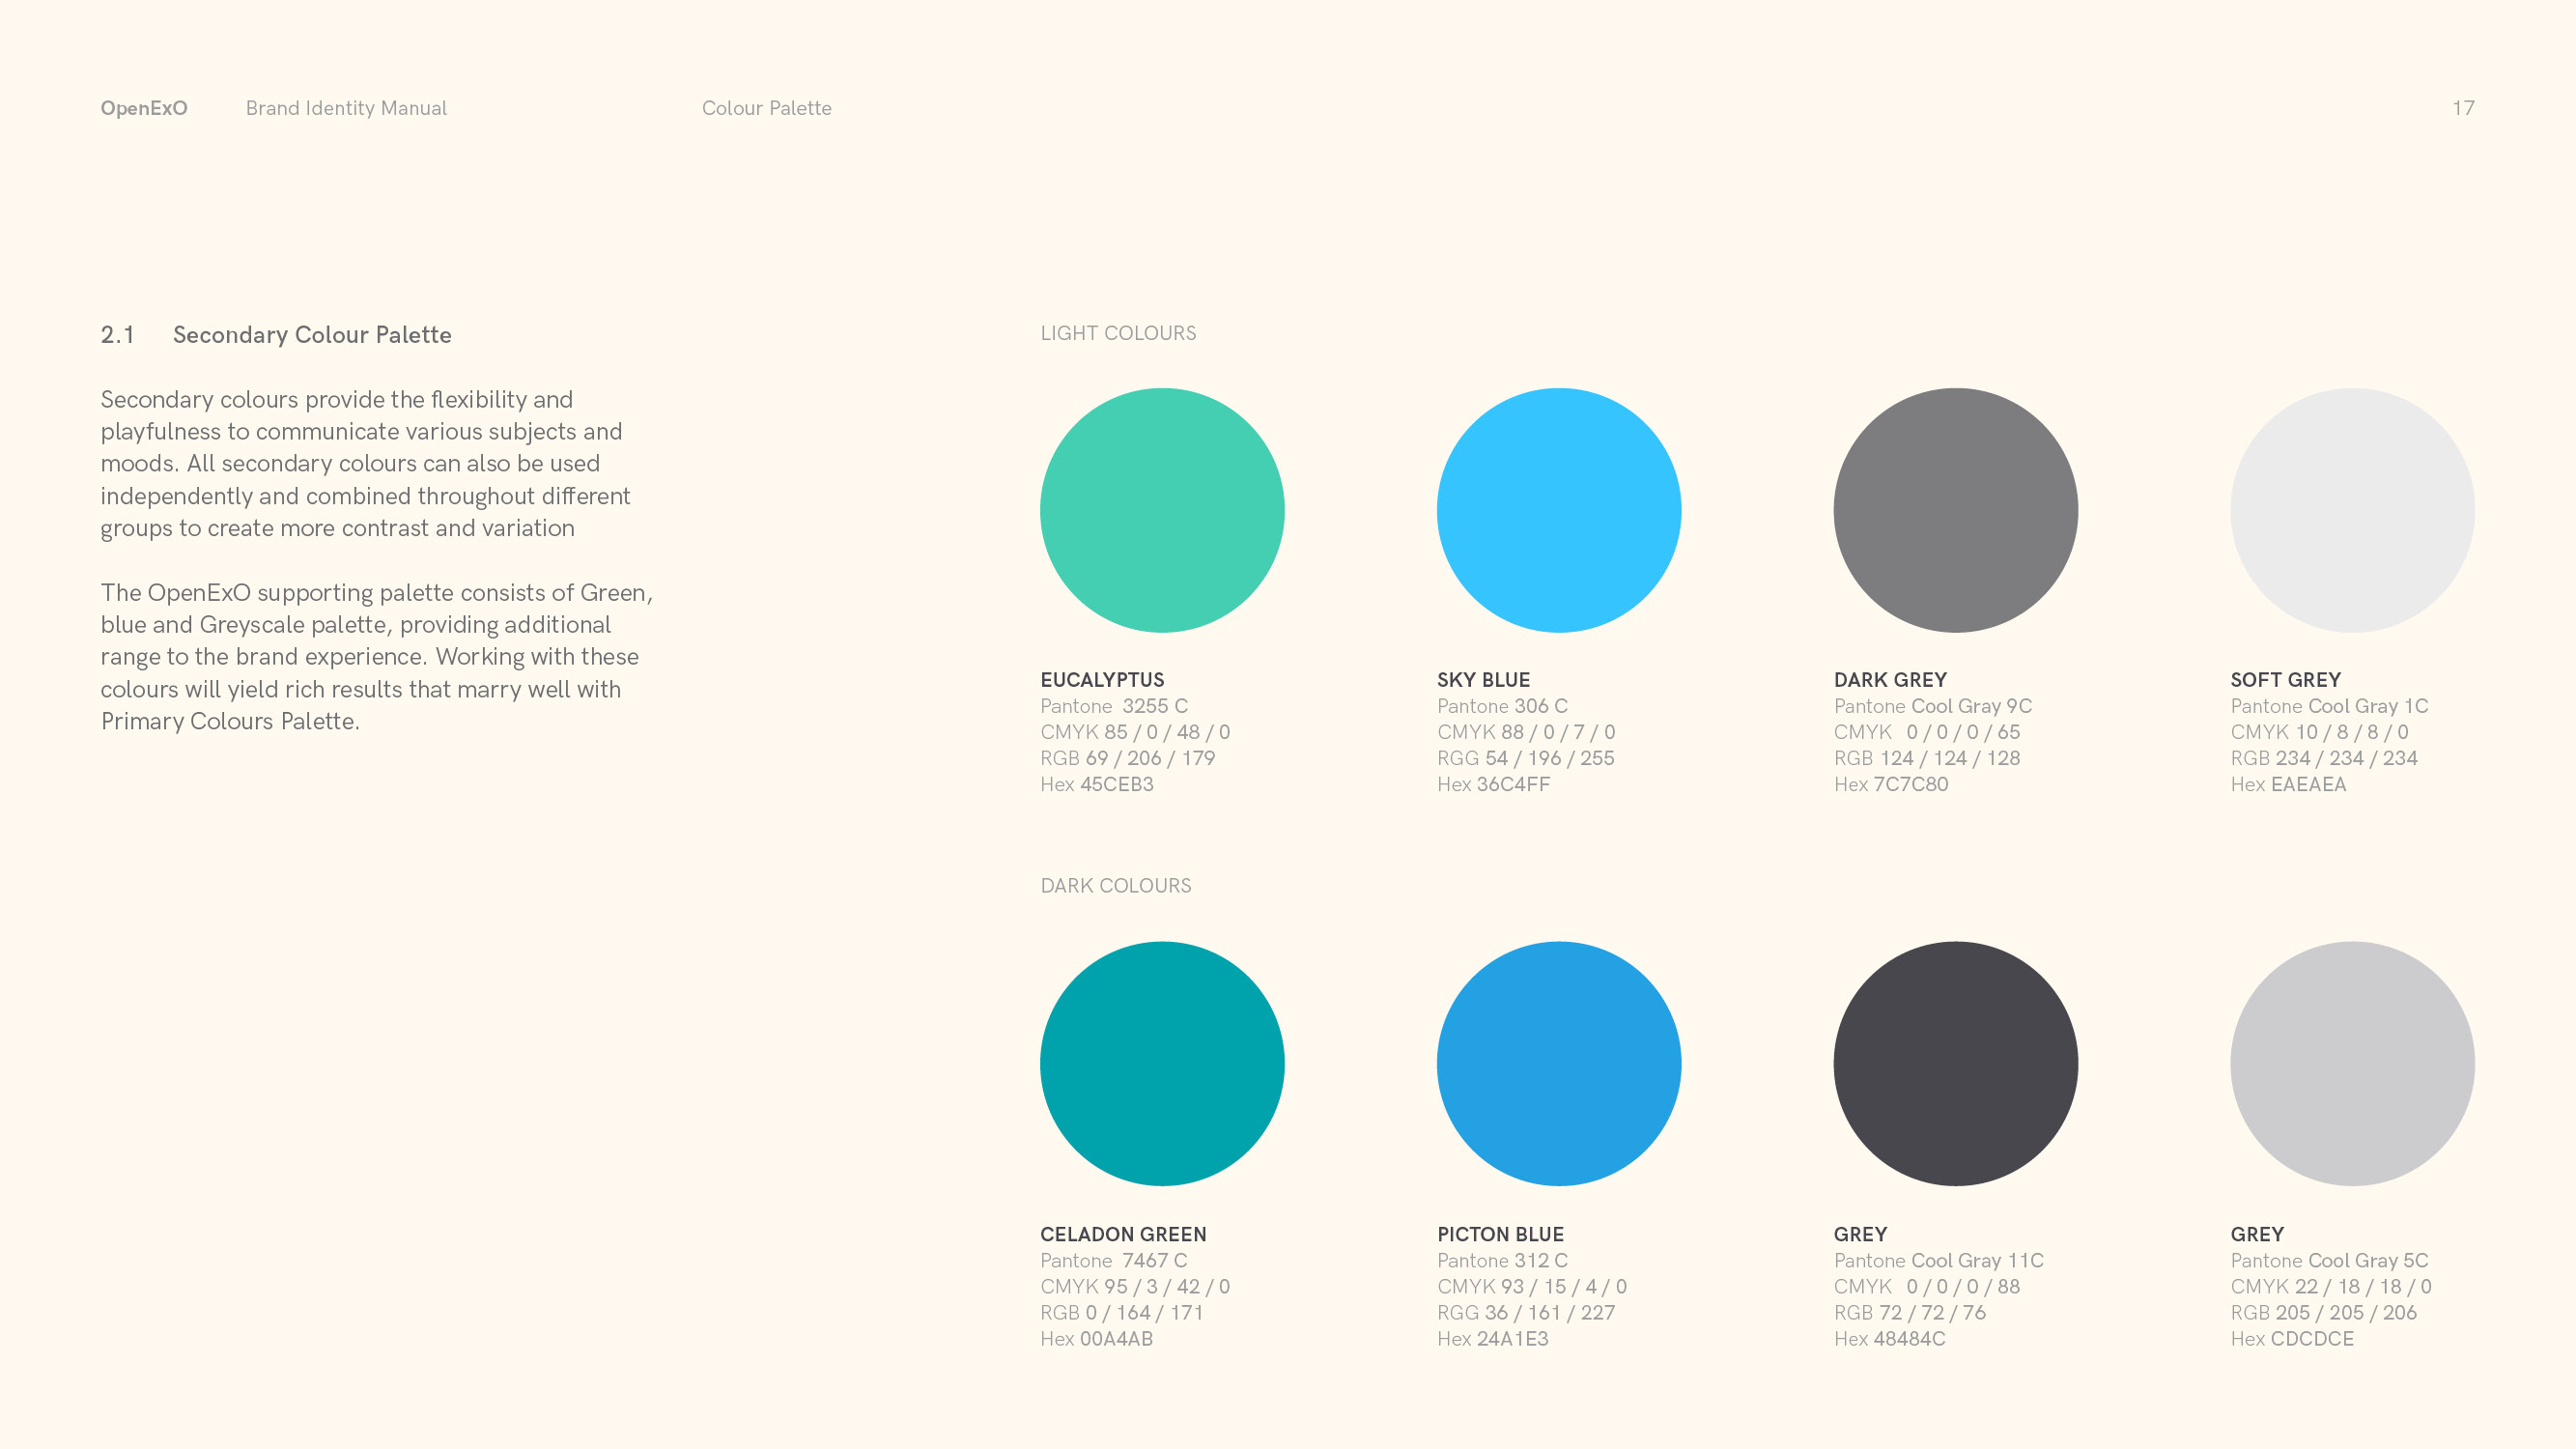 OpenExO Brand Identity Manual Colour Palette 17
2.1 Secondary Colour Palette
Secondary colours provide the flexibility and
playfulness to communicate various subjects and
moods. All secondary colours can also be used
independently and combined throughout different
groups to create more contrast and variation
The OpenExO supporting palette consists of Green,
blue and Greyscale palette, providing additional
range to the brand experience. Working with these
colours will yield rich results that marry well with
Primary Colours Palette.
LIGHT COLOURS
EUCALYPTUS
Pantone 3255 C
CMYK 85 / 0 / 48 / 0
RGB 69 / 206 / 179
Hex 45CEB3
SKY BLUE
Pantone 306 C
CMYK 88 / 0 / 7 / 0
RGG 54 / 196 / 255
Hex 36C4FF
DARK GREY
Pantone Cool Gray 9C
CMYK 0 / 0 / 0 / 65
RGB 124 / 124 / 128
Hex 7C7C80
SOFT GREY
Pantone Cool Gray 1C
CMYK 10 / 8 / 8 / 0
RGB 234 / 234 / 234
Hex EAEAEA
DARK COLOURS
CELADON GREEN
Pantone 7467 C
CMYK 95 / 3 / 42 / 0
RGB 0 / 164 / 171
Hex 00A4AB
PICTON BLUE
Pantone 312 C
CMYK 93 / 15 / 4 / 0
RGG 36 / 161 / 227
Hex 24A1E3
GREY
Pantone Cool Gray 11C
CMYK 0 / 0 / 0 / 88
RGB 72 / 72 / 76
Hex 48484C
GREY
Pantone Cool Gray 5C
CMYK 22 / 18 / 18 / 0
RGB 205 / 205 / 206
Hex CDCDCE